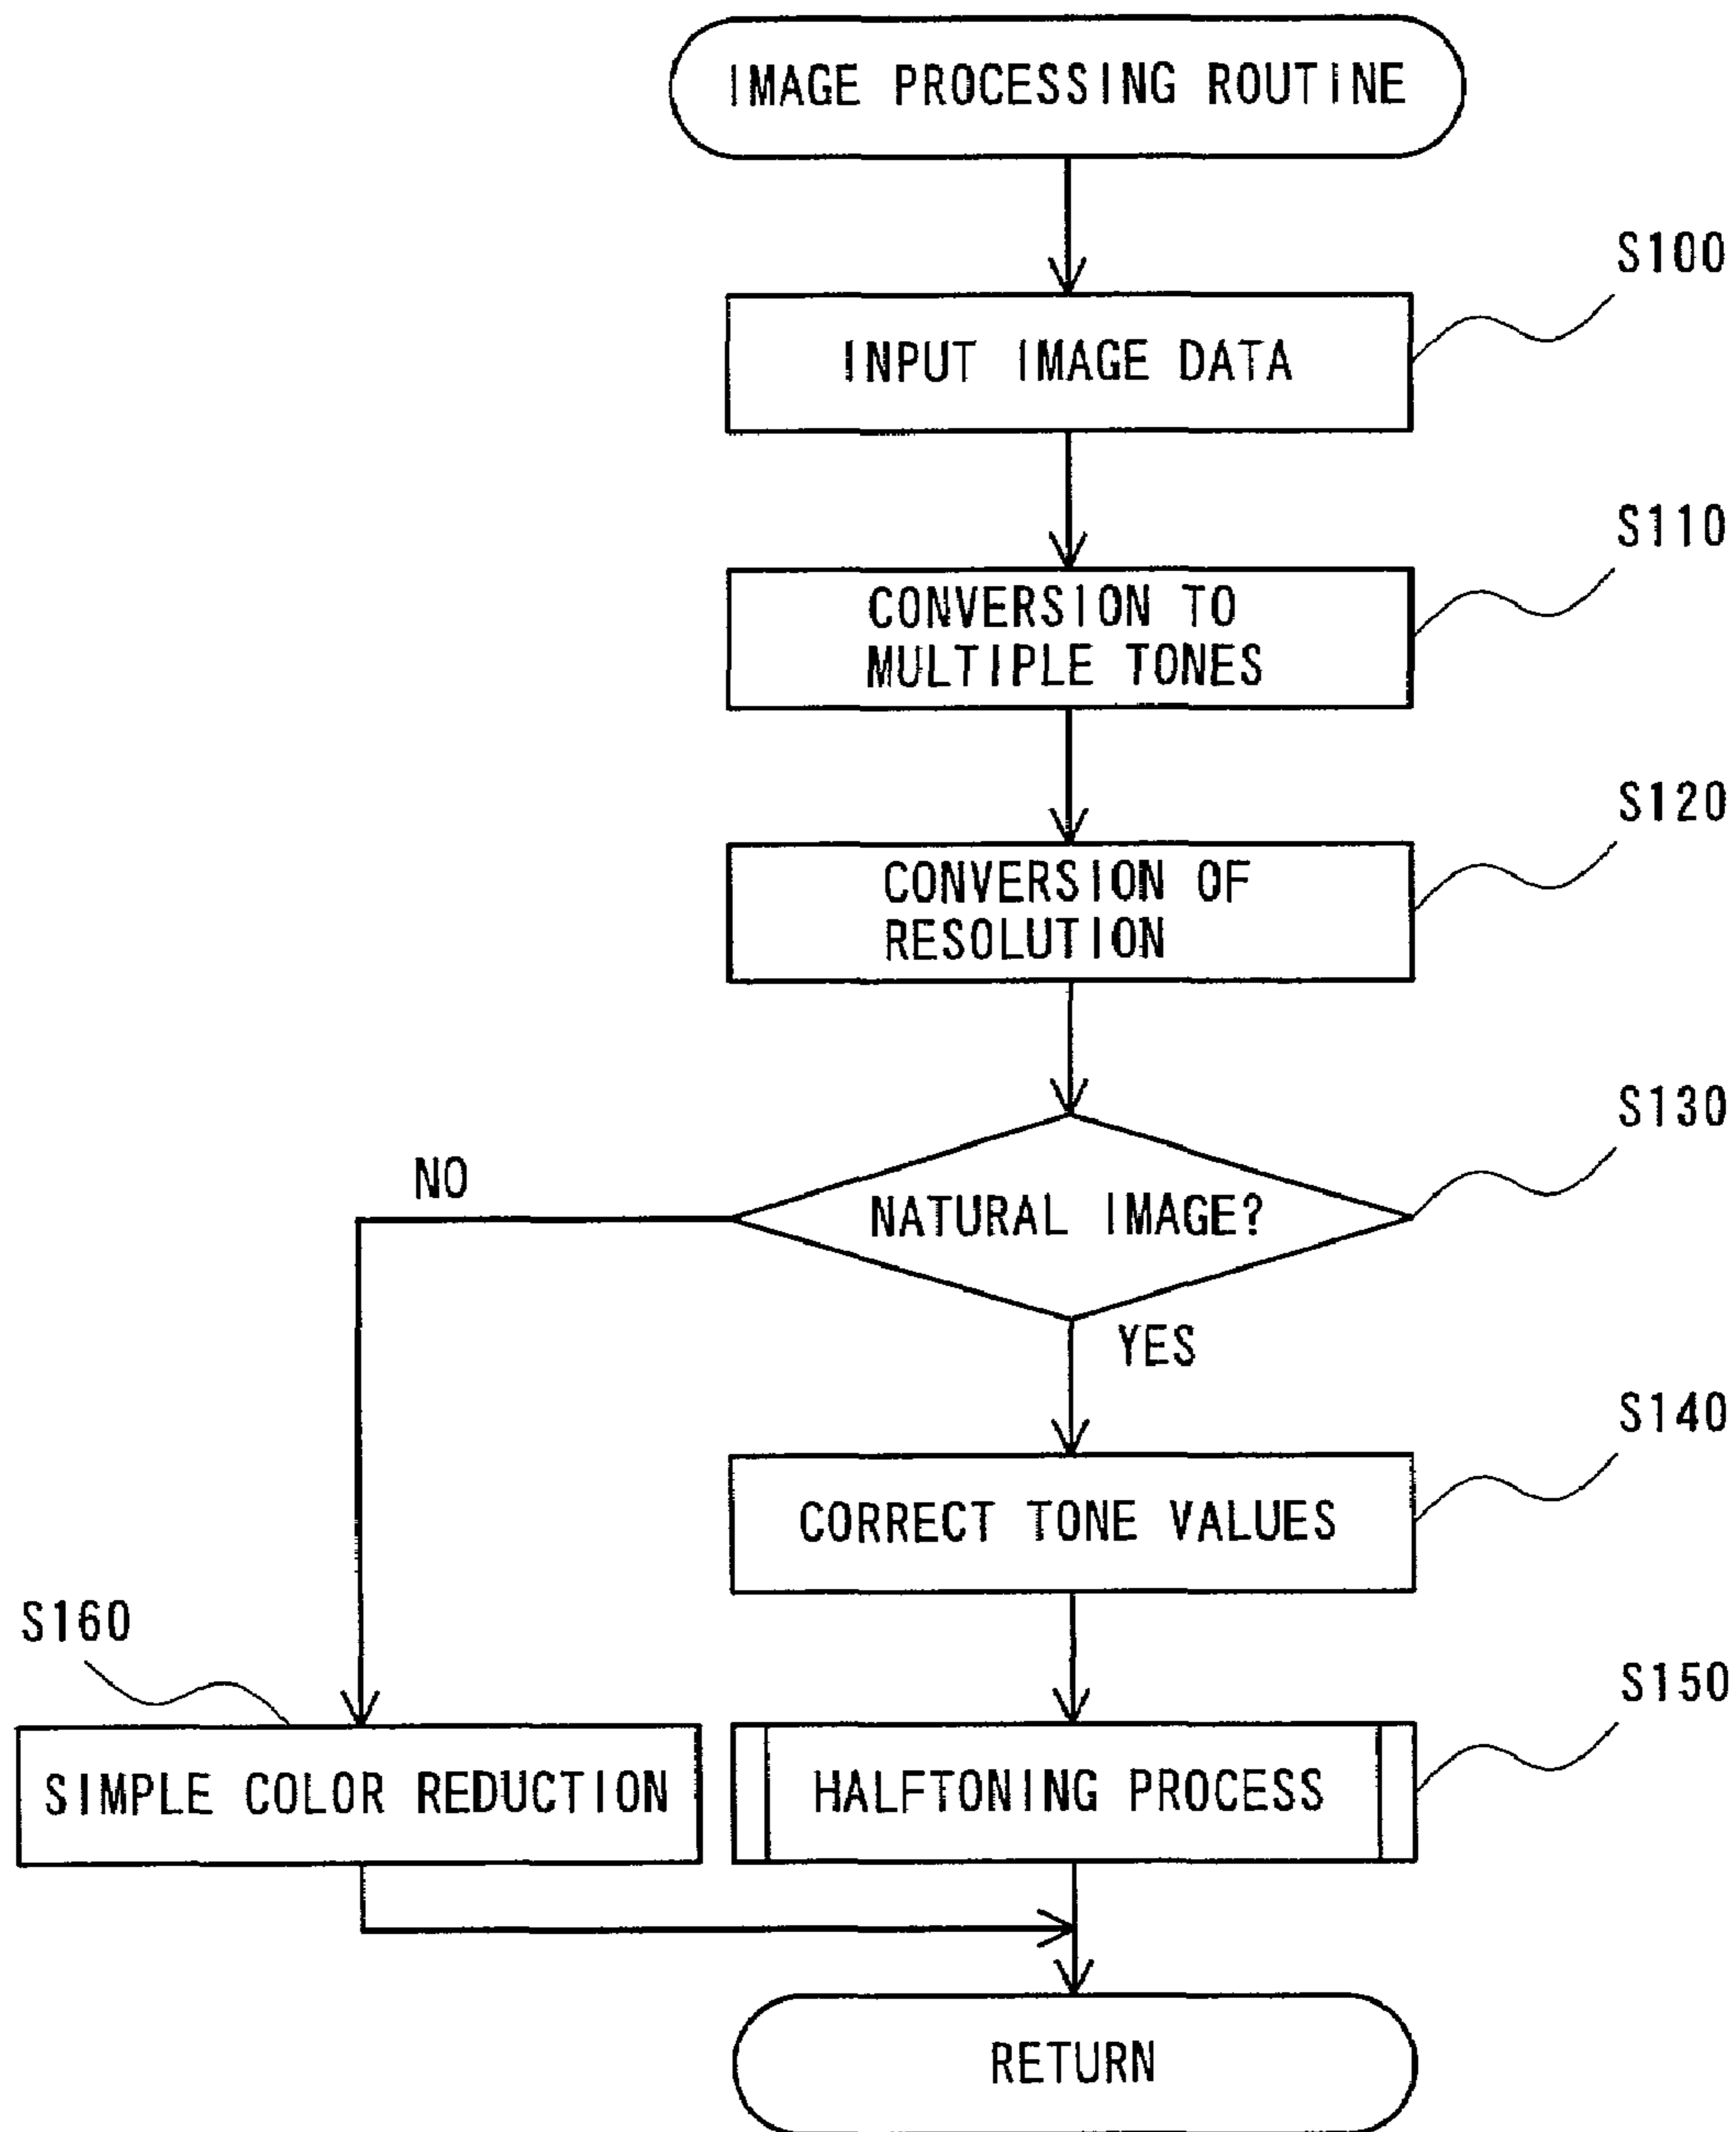 IMAGE PROCESSING ROUTINE
S100
INPUT IMAGE DATA
S110
CONVERSION TO
MULTIPLE TONES
S120
CONVERSION OF
RESOLUTION
S130
NO
NATURAL IMAGE?
YES
S140
CORRECT TONE VALUES
S160
S150
SIMPLE COLOR REDUCTION
HALFTONING PROCESS
RETURN